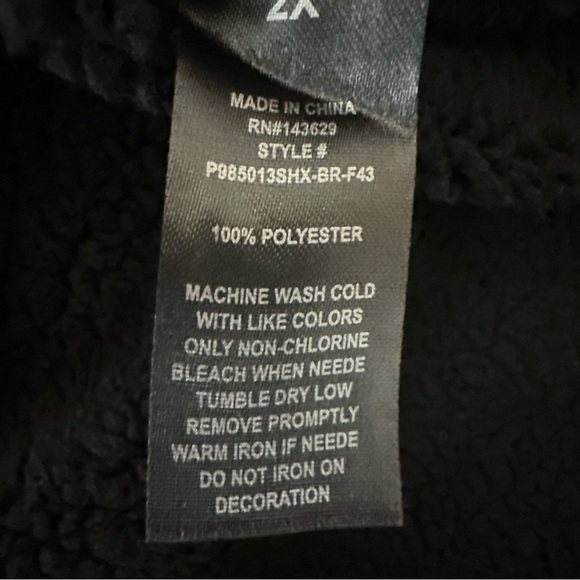 2X
MADE IN CHINA
RN#143629
STYLE #
P985013SHX-BR-F43
100% POLYESTER
MACHINE WASH COLD
WITH LIKE COLORS
ONLY NON-CHLORINE
BLEACH WHEN NEEDE
TUMBLE DRY LOW
REMOVE PROMPTLY
WARM IRON IF NEEDE
DO NOT IRON ON
DECORATION